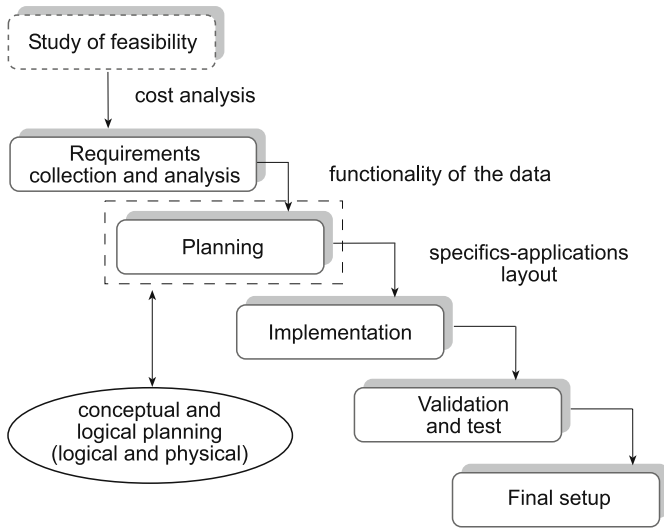 Study of feasibility
cost analysis
Requirements
collection and analysis
functionality of the data
Planning
specifics-applications
layout
Implementation
conceptual and
logical planning
(logical and physical)
Validation
and test
Final setup